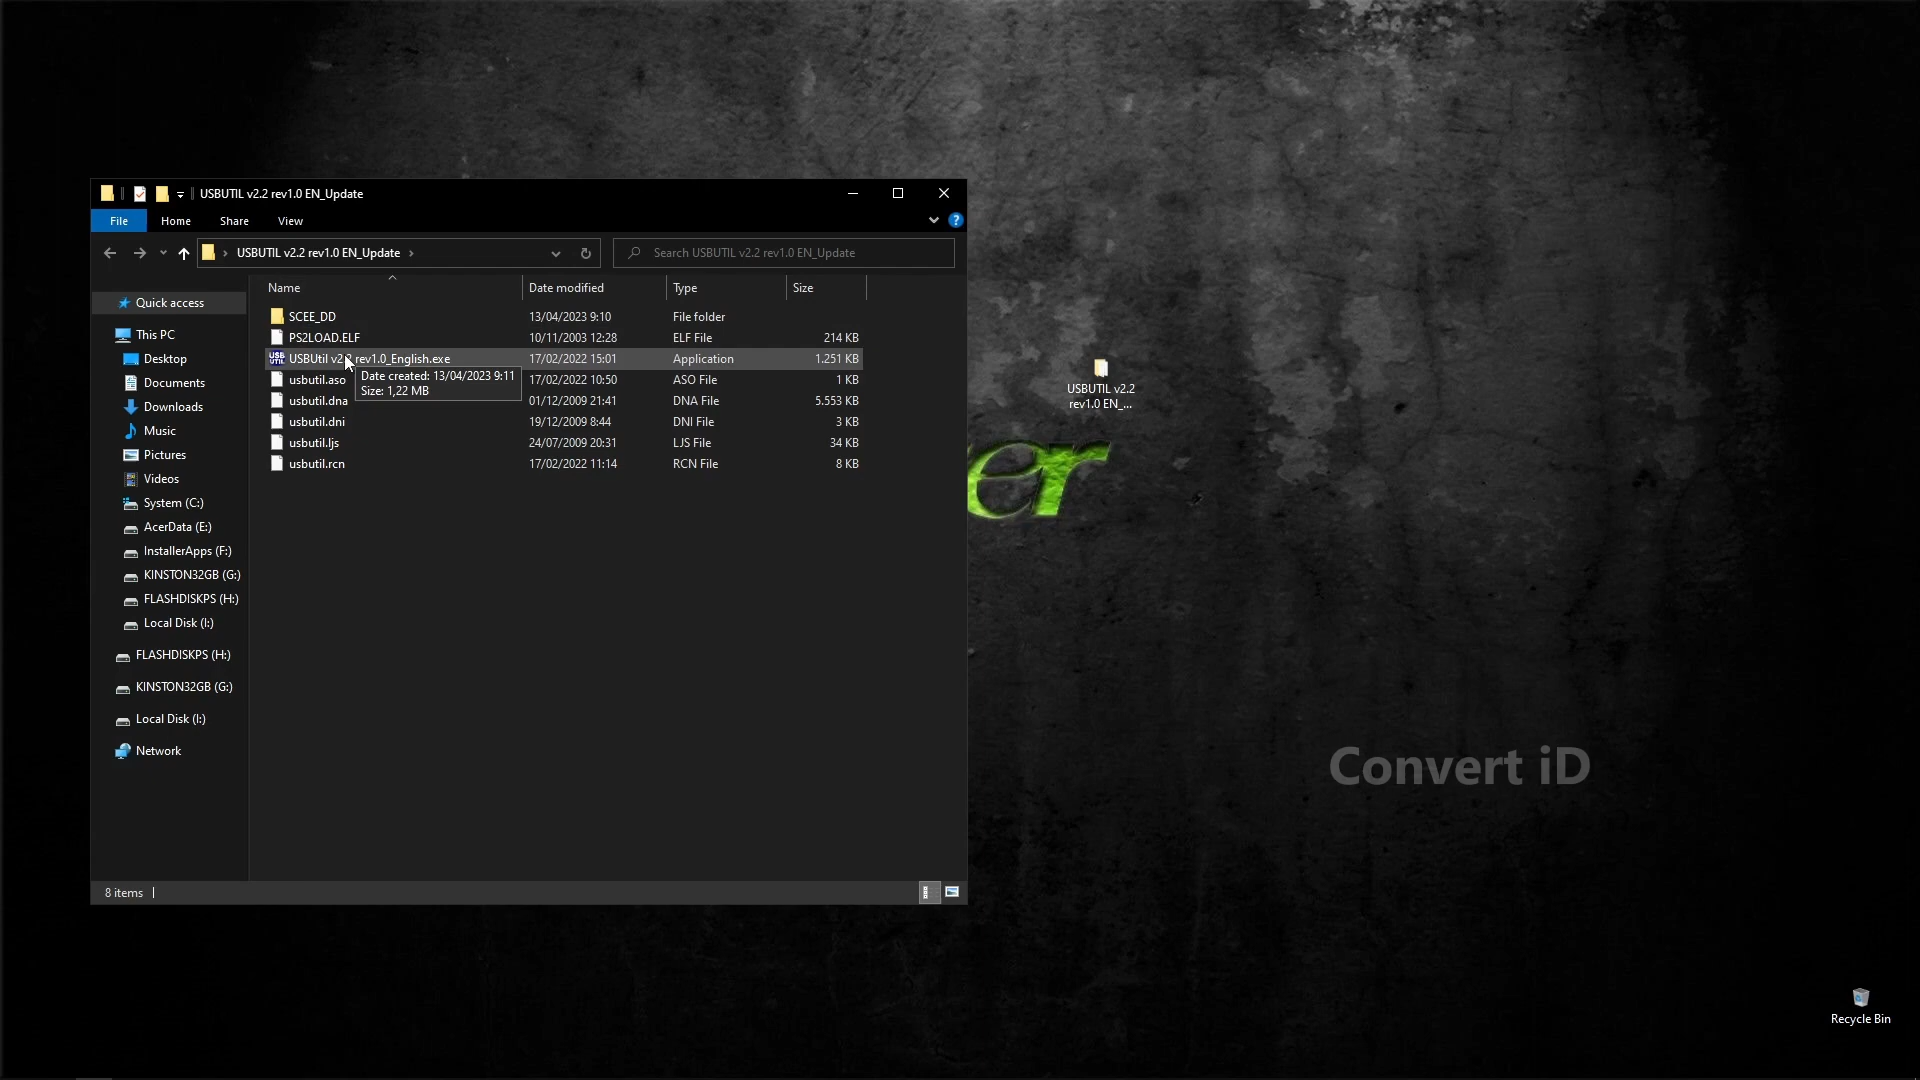 USBUTIL v2.2 rev1.0 EN_Update
File
Home
Share
View
USBUTIL v2.2 rev1.0 EN_Update
Search USBUTIL v2.2 rev1.0 EN_Update
Name
Date modified
Type
Size
SCEE_DD
13/04/2023 9:10
File folder
PS2LOAD.ELF
10/11/2003 12:28
ELF File
214 KB
USBUtil v2.2 rev1.0_English.exe
17/02/2022 15:01
Application
1.251 KB
usbutil.aso
17/02/2022 10:50
ASO File
1 KB
Date created: 13/04/2023 9:11
Size: 1,22 MB
usbutil.dna
01/12/2009 21:41
DNA File
5.553 KB
usbutil.dni
19/12/2009 8:44
DNI File
3 KB
usbutil.ljs
24/07/2009 20:31
LJS File
34 KB
usbutil.rcn
17/02/2022 11:14
RCN File
8 KB
Quick access
This PC
Desktop
Documents
Downloads
Music
Pictures
Videos
System (C:)
AcerData (E:)
InstallerApps (F:)
KINSTON32GB (G:)
FLASHDISKPS (H:)
Local Disk (I:)
FLASHDISKPS (H:)
KINSTON32GB (G:)
Local Disk (I:)
Network
8 items
USBUTIL v2.2
rev1.0 EN_...
er
Convert iD
Recycle Bin